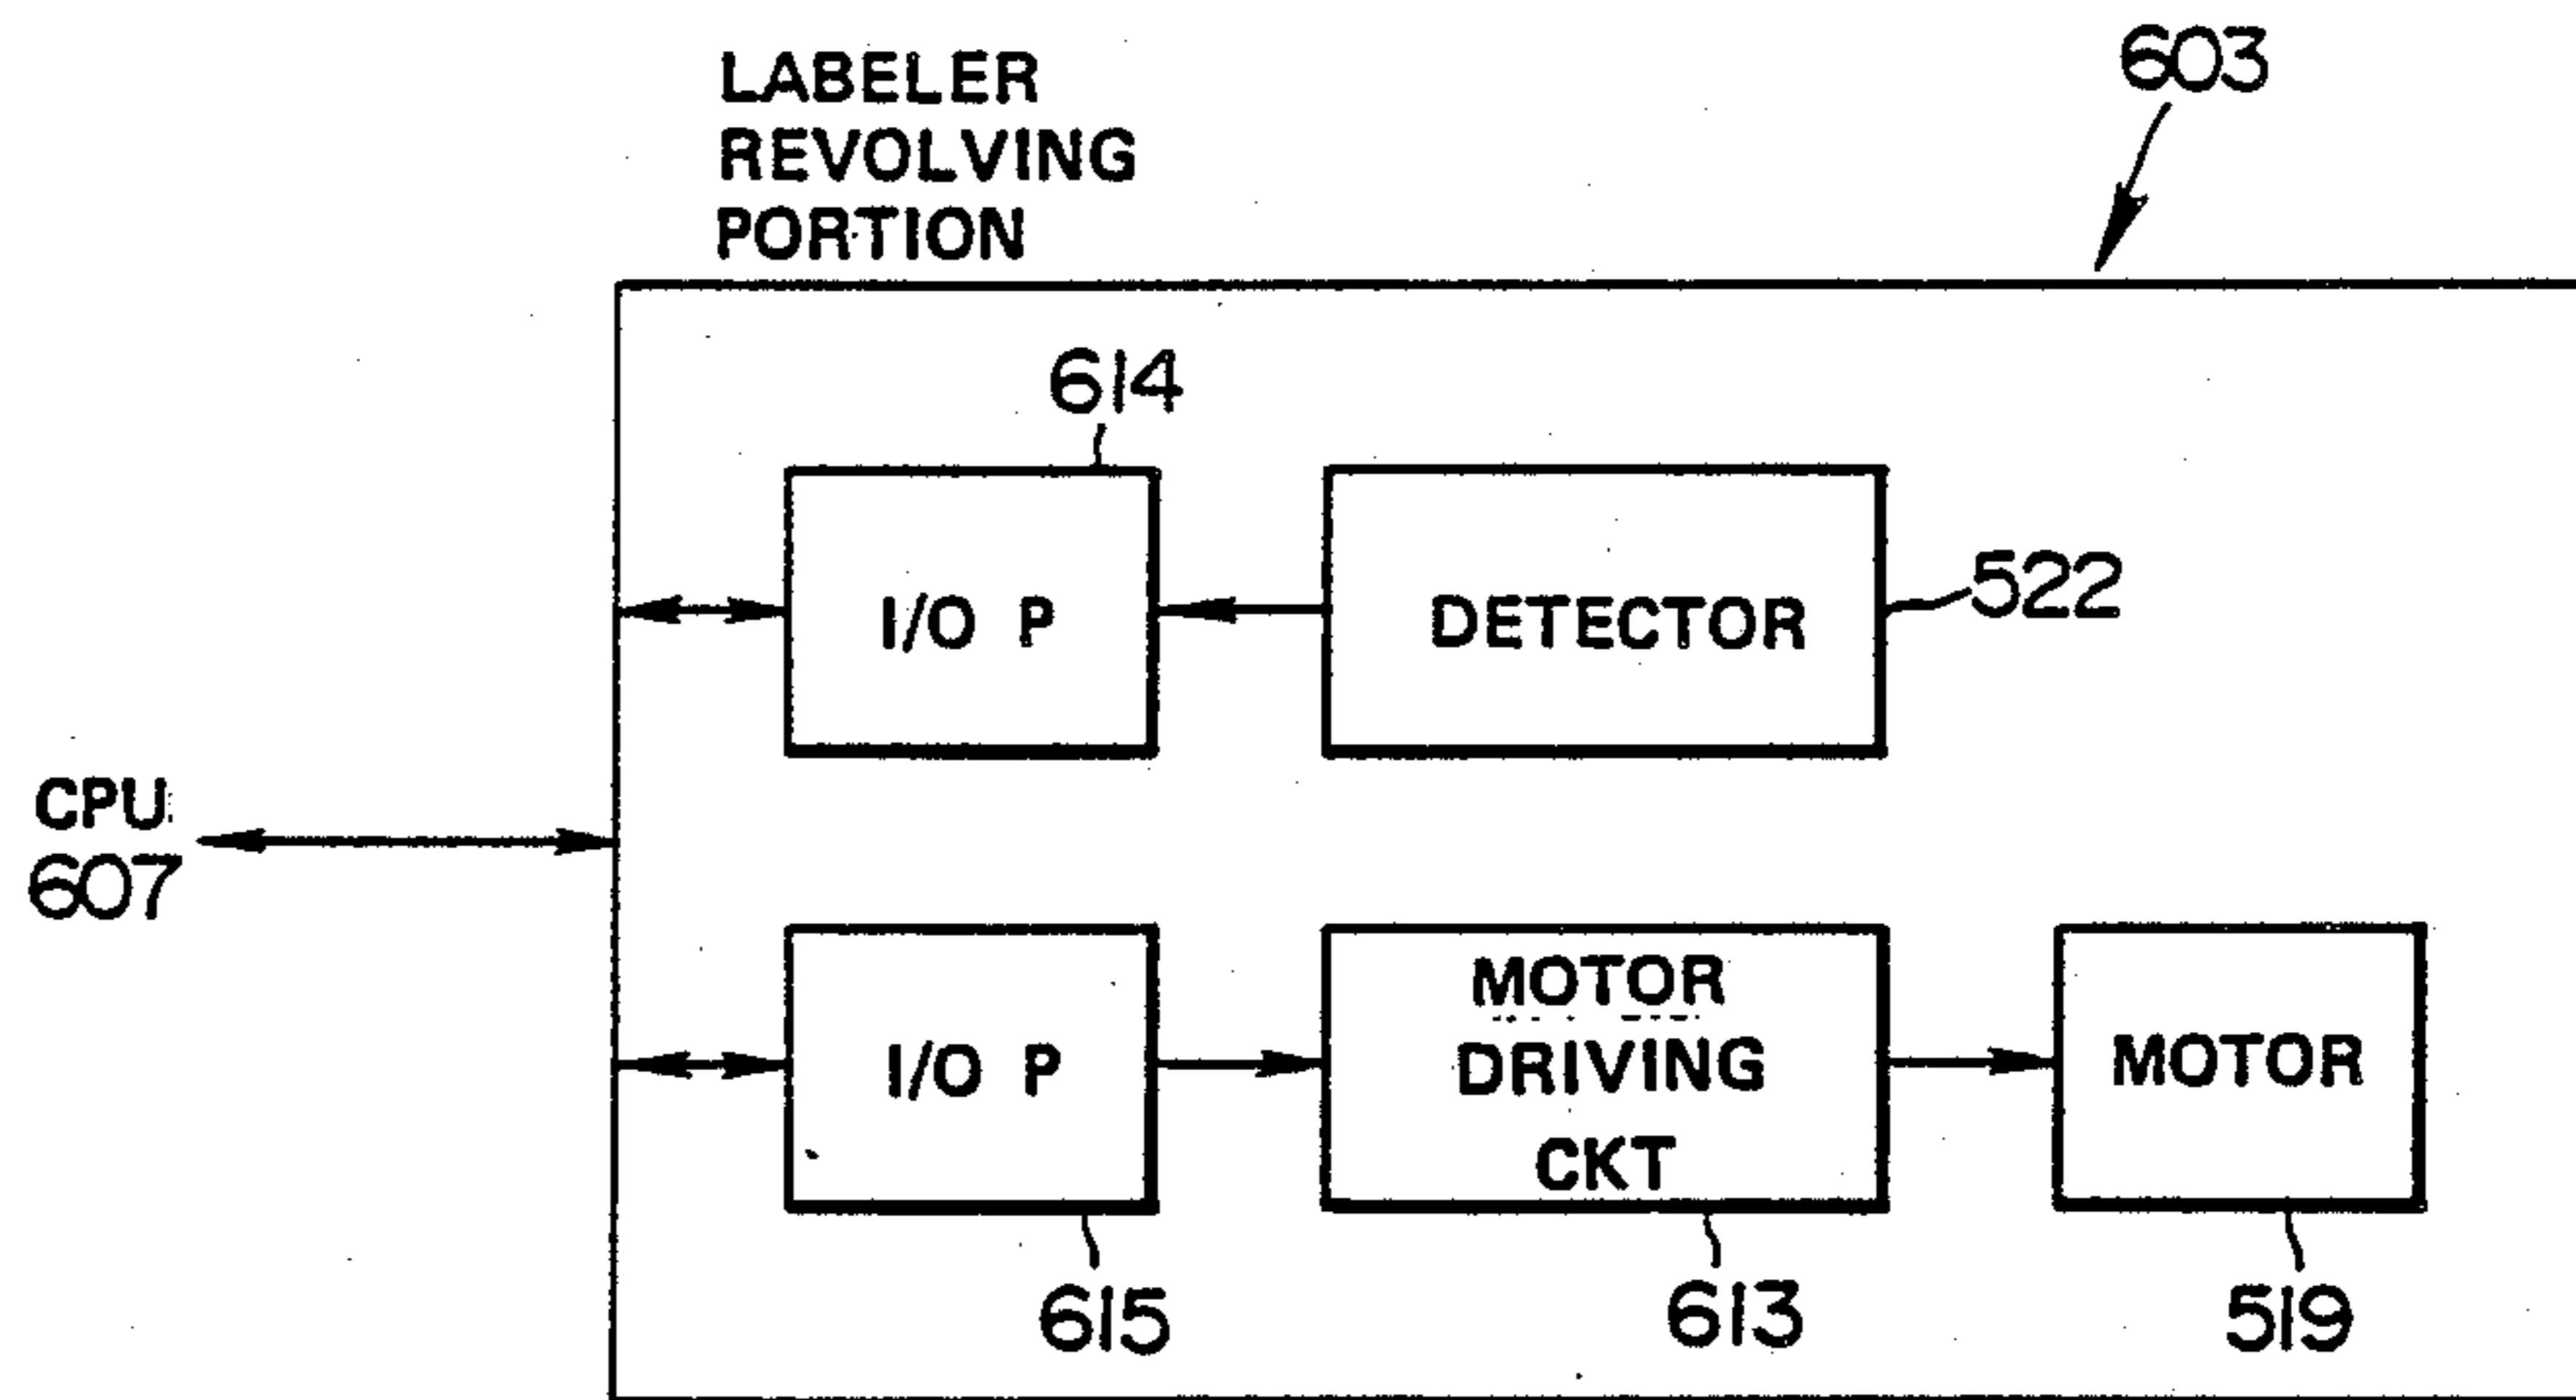 LABELER
REVOLVING
PORTION
603
614
I/O P
DETECTOR
522
CPU
607
I/O P
MOTOR
DRIVING
CKT
MOTOR
615
613
519